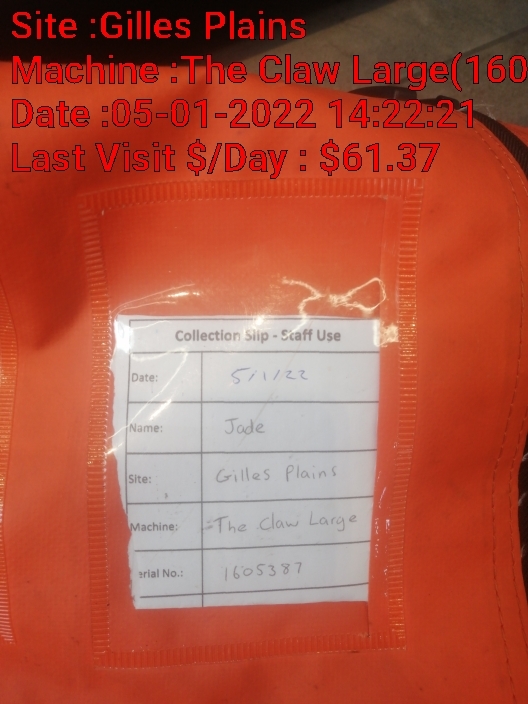 Site :Gilles Plains
Machine :The Claw Large(160
Date :05-01-2022 14:22:21
Last Visit $/Day : $61.37
Collection Slip - Staff Use
Date: 5/1/22
Name: Jade
Site: Gilles Plains
Machine: The Claw Large
erial No.: 1605387